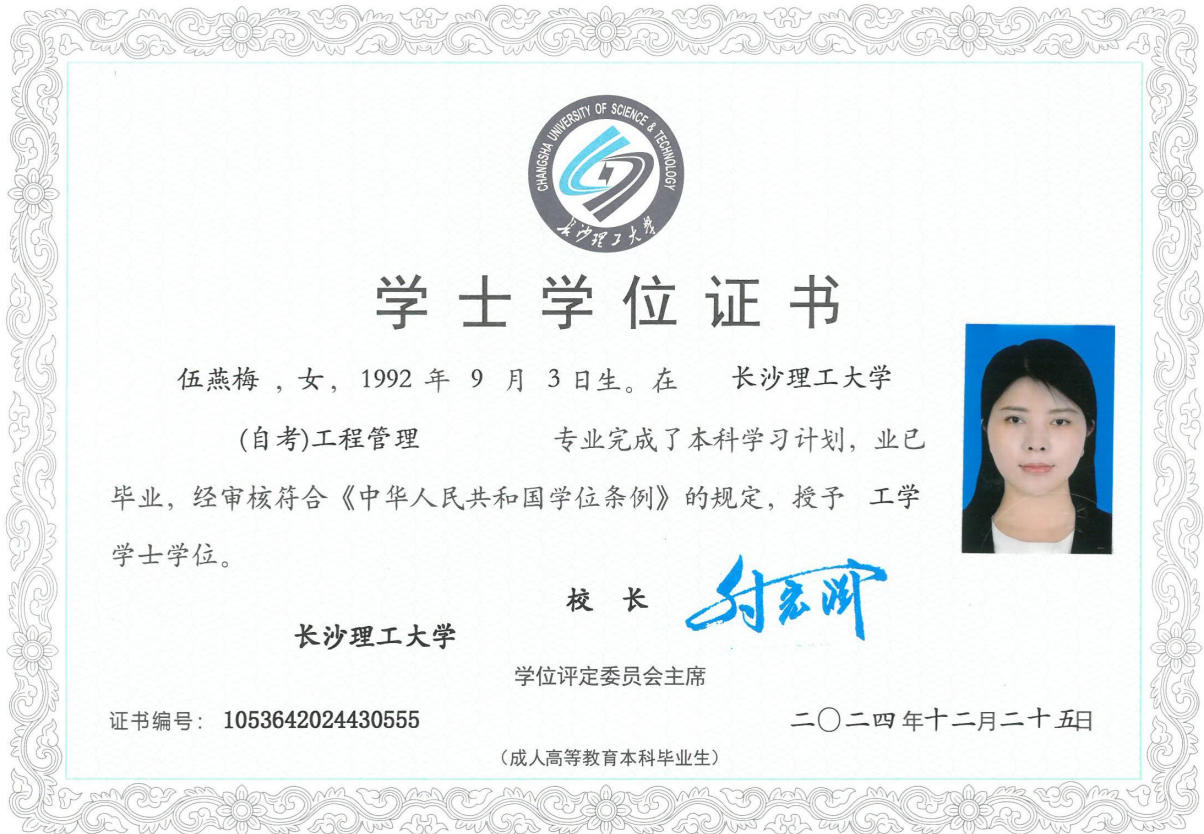 CHANGSHA UNIVERSITY OF SCIENCE & TECHNOLOGY
长沙理工大学
学士学位证书
伍燕梅 ，女，1992 年 9 月 3 日生。在 长沙理工大学
(自考)工程管理 专业完成了本科学习计划，业已
毕业，经审核符合《中华人民共和国学位条例》的规定，授予 工学
学士学位。
校 长 付宏渊
长沙理工大学
学位评定委员会主席
证书编号：1053642024430555
二〇二四年十二月二十五日
（成人高等教育本科毕业生）